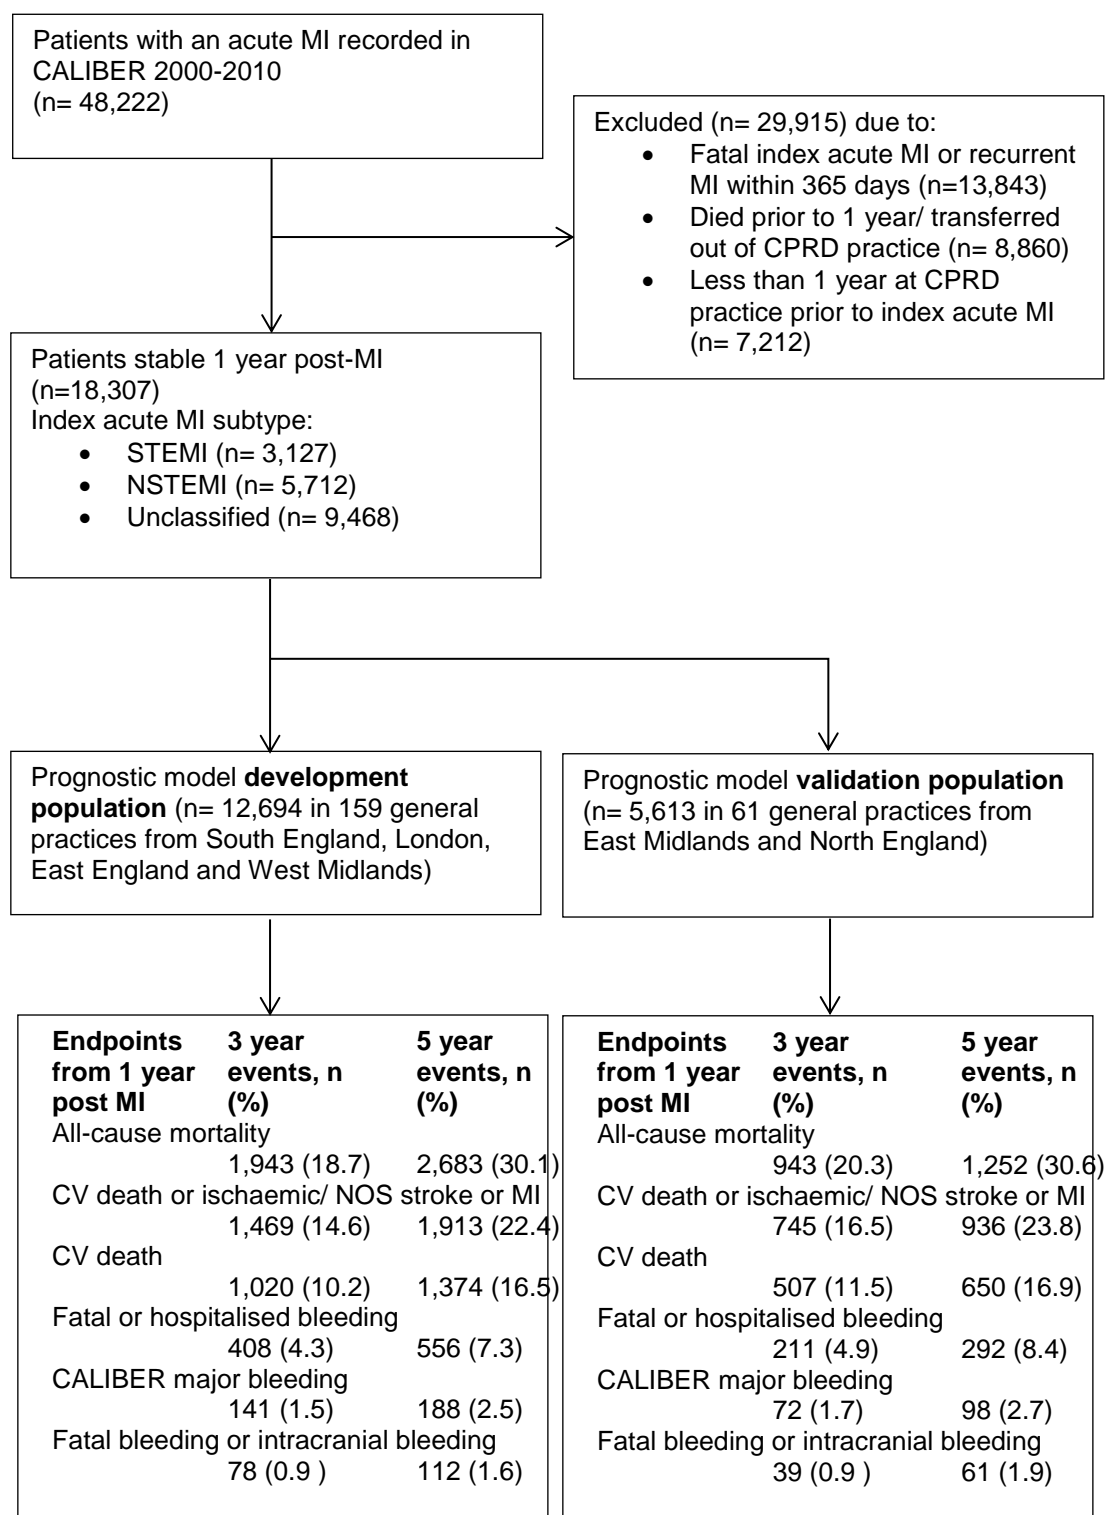 Patients with an acute MI recorded in
CALIBER 2000-2010
(n= 48,222)
Excluded (n= 29,915) due to:
• Fatal index acute MI or recurrent
MI within 365 days (n=13,843)
• Died prior to 1 year/ transferred
out of CPRD practice (n= 8,860)
• Less than 1 year at CPRD
practice prior to index acute MI
(n= 7,212)
Patients stable 1 year post-MI
(n=18,307)
Index acute MI subtype:
• STEMI (n= 3,127)
• NSTEMI (n= 5,712)
• Unclassified (n= 9,468)
Prognostic model development
population (n= 12,694 in 159 general
practices from South England, London,
East England and West Midlands)
Prognostic model validation population
(n= 5,613 in 61 general practices from
East Midlands and North England)
Endpoints 3 year 5 year
from 1 year events, n events, n
post MI (%) (%)
All-cause mortality
1,943 (18.7) 2,683 (30.1)
CV death or ischaemic/ NOS stroke or MI
1,469 (14.6) 1,913 (22.4)
CV death
1,020 (10.2) 1,374 (16.5)
Fatal or hospitalised bleeding
408 (4.3) 556 (7.3)
CALIBER major bleeding
141 (1.5) 188 (2.5)
Fatal bleeding or intracranial bleeding
78 (0.9 ) 112 (1.6)
Endpoints 3 year 5 year
from 1 year events, n events, n
post MI (%) (%)
All-cause mortality
943 (20.3) 1,252 (30.6)
CV death or ischaemic/ NOS stroke or MI
745 (16.5) 936 (23.8)
CV death
507 (11.5) 650 (16.9)
Fatal or hospitalised bleeding
211 (4.9) 292 (8.4)
CALIBER major bleeding
72 (1.7) 98 (2.7)
Fatal bleeding or intracranial bleeding
39 (0.9 ) 61 (1.9)